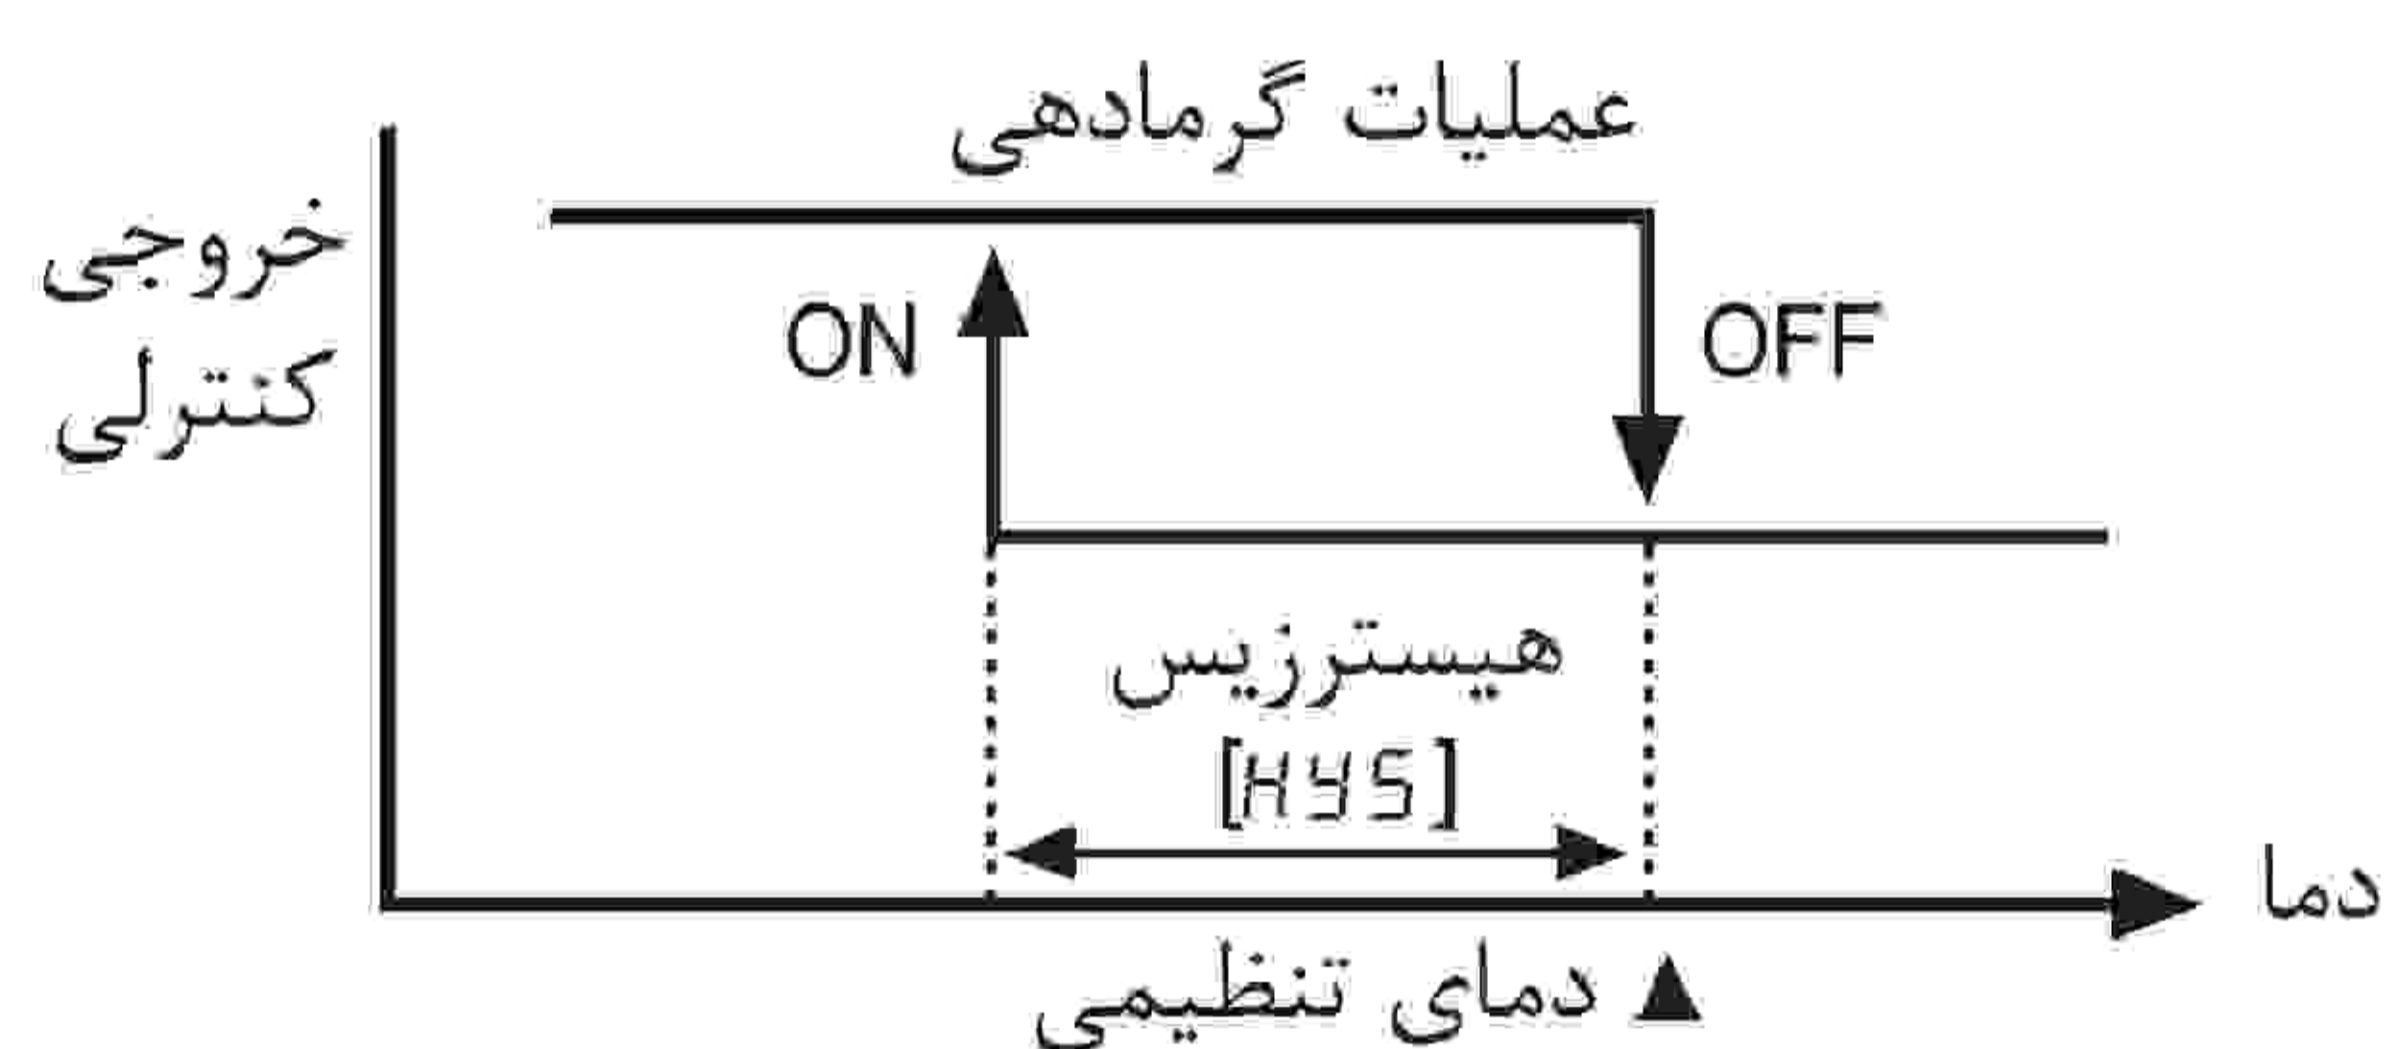 عملیات گرمادهی
خروجی
کنترلی
ON
OFF
هیسترزیس
[HYS]
دما
▲ دمای تنظیمی